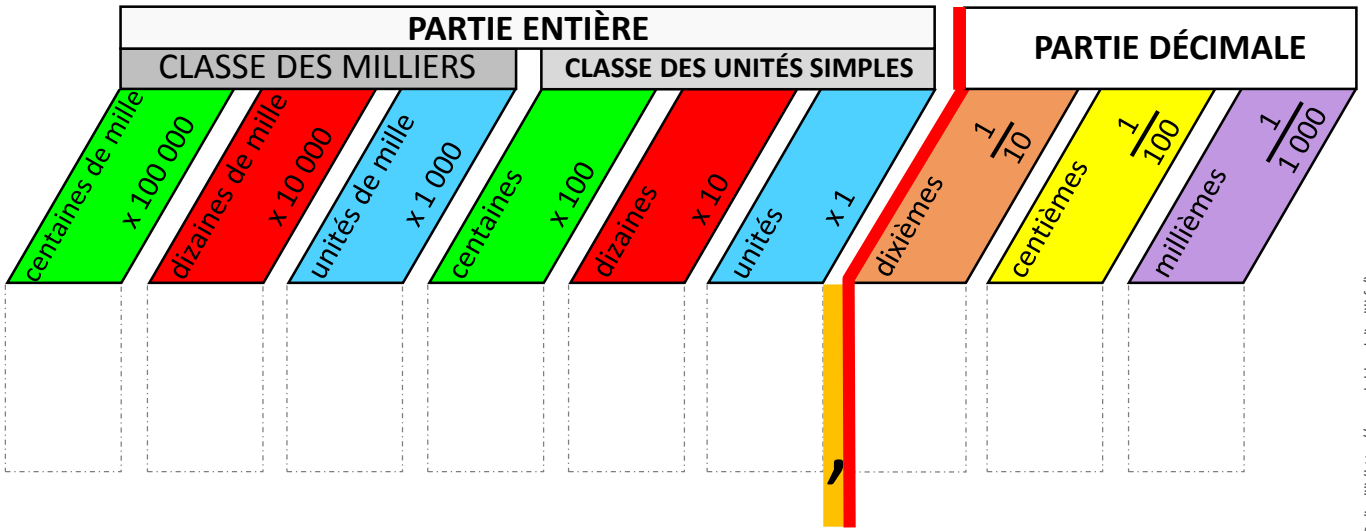 PARTIE ENTIÈRE
PARTIE DÉCIMALE
CLASSE DES MILLIERS
CLASSE DES UNITÉS SIMPLES
centaines de mille
x 100 000
dizaines de mille
x 10 000
unités de mille
x 1 000
centaines
x 100
dizaines
x 10
unités
x 1
dixièmes
1
10
centièmes
1
100
millièmes
1
1 000
,